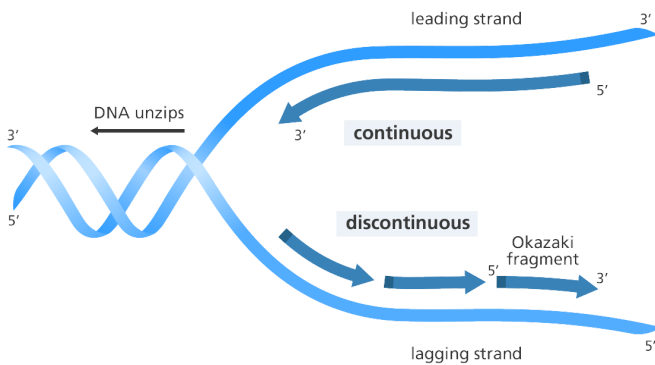 leading strand
3’
5’
DNA unzips
3’
continuous
3’
5’
discontinuous
Okazaki
fragment
5’
3’
lagging strand
5’